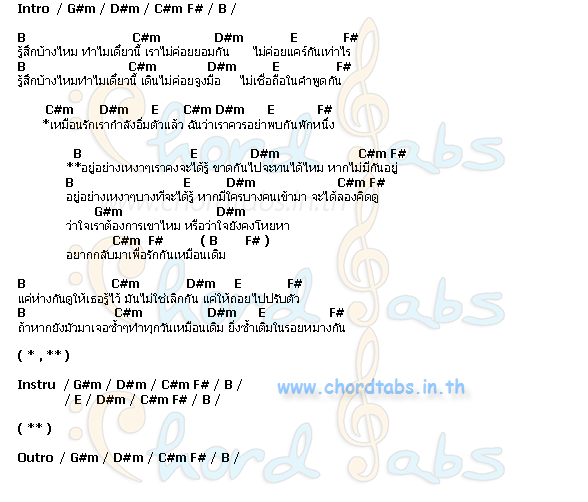 Intro / G#m / D#m / C#m F# / B /
B C#m D#m E F#
รู้สึกบ้างไหม ทำไมเดี๋ยวนี้ เราไม่ค่อยยอมกัน ไม่ค่อยแคร์กันเท่าไร
B C#m D#m E F#
รู้สึกบ้างไหมทำไมเดี๋ยวนี้ เดินไม่ค่อยจูงมือ ไม่เชื่อถือในคำพูดกัน
C#m D#m E C#m D#m E F#
*เหมือนรักเรากำลังอิ่มตัวแล้ว ฉันว่าเราควรอย่าพบกันพักหนึ่ง
B E D#m C#m F#
**อยู่อย่างเหงาๆเราคงจะได้รู้ ขาดกันไปจะทนได้ไหม หากไม่มีกันอยู่
B E D#m C#m F#
อยู่อย่างเหงาๆบางทีจะได้รู้ หากมีใครบางคนเข้ามา จะได้ลองคิดดู
G#m D#m
ว่าใจเราต้องการเขาไหม หรือว่าใจยังคงโหยหา
C#m F# ( B F# )
อยากกลับมาเพื่อรักกันเหมือนเดิม
B C#m D#m E F#
แค่ห่างกันดูให้เธอรู้ไว้ มันไม่ใช่เลิกกัน แค่ให้ถอยไปปรับตัว
B C#m D#m E F#
ถ้าหากยังมัวมาเจอซ้ำๆทำทุกวันเหมือนเดิม ยิ่งซ้ำเติมในรอยหมางกัน
( * , ** )
Instru / G#m / D#m / C#m F# / B /
/ E / D#m / C#m F# / B /
www.chordtabs.in.th
( ** )
Outro / G#m / D#m / C#m F# / B /